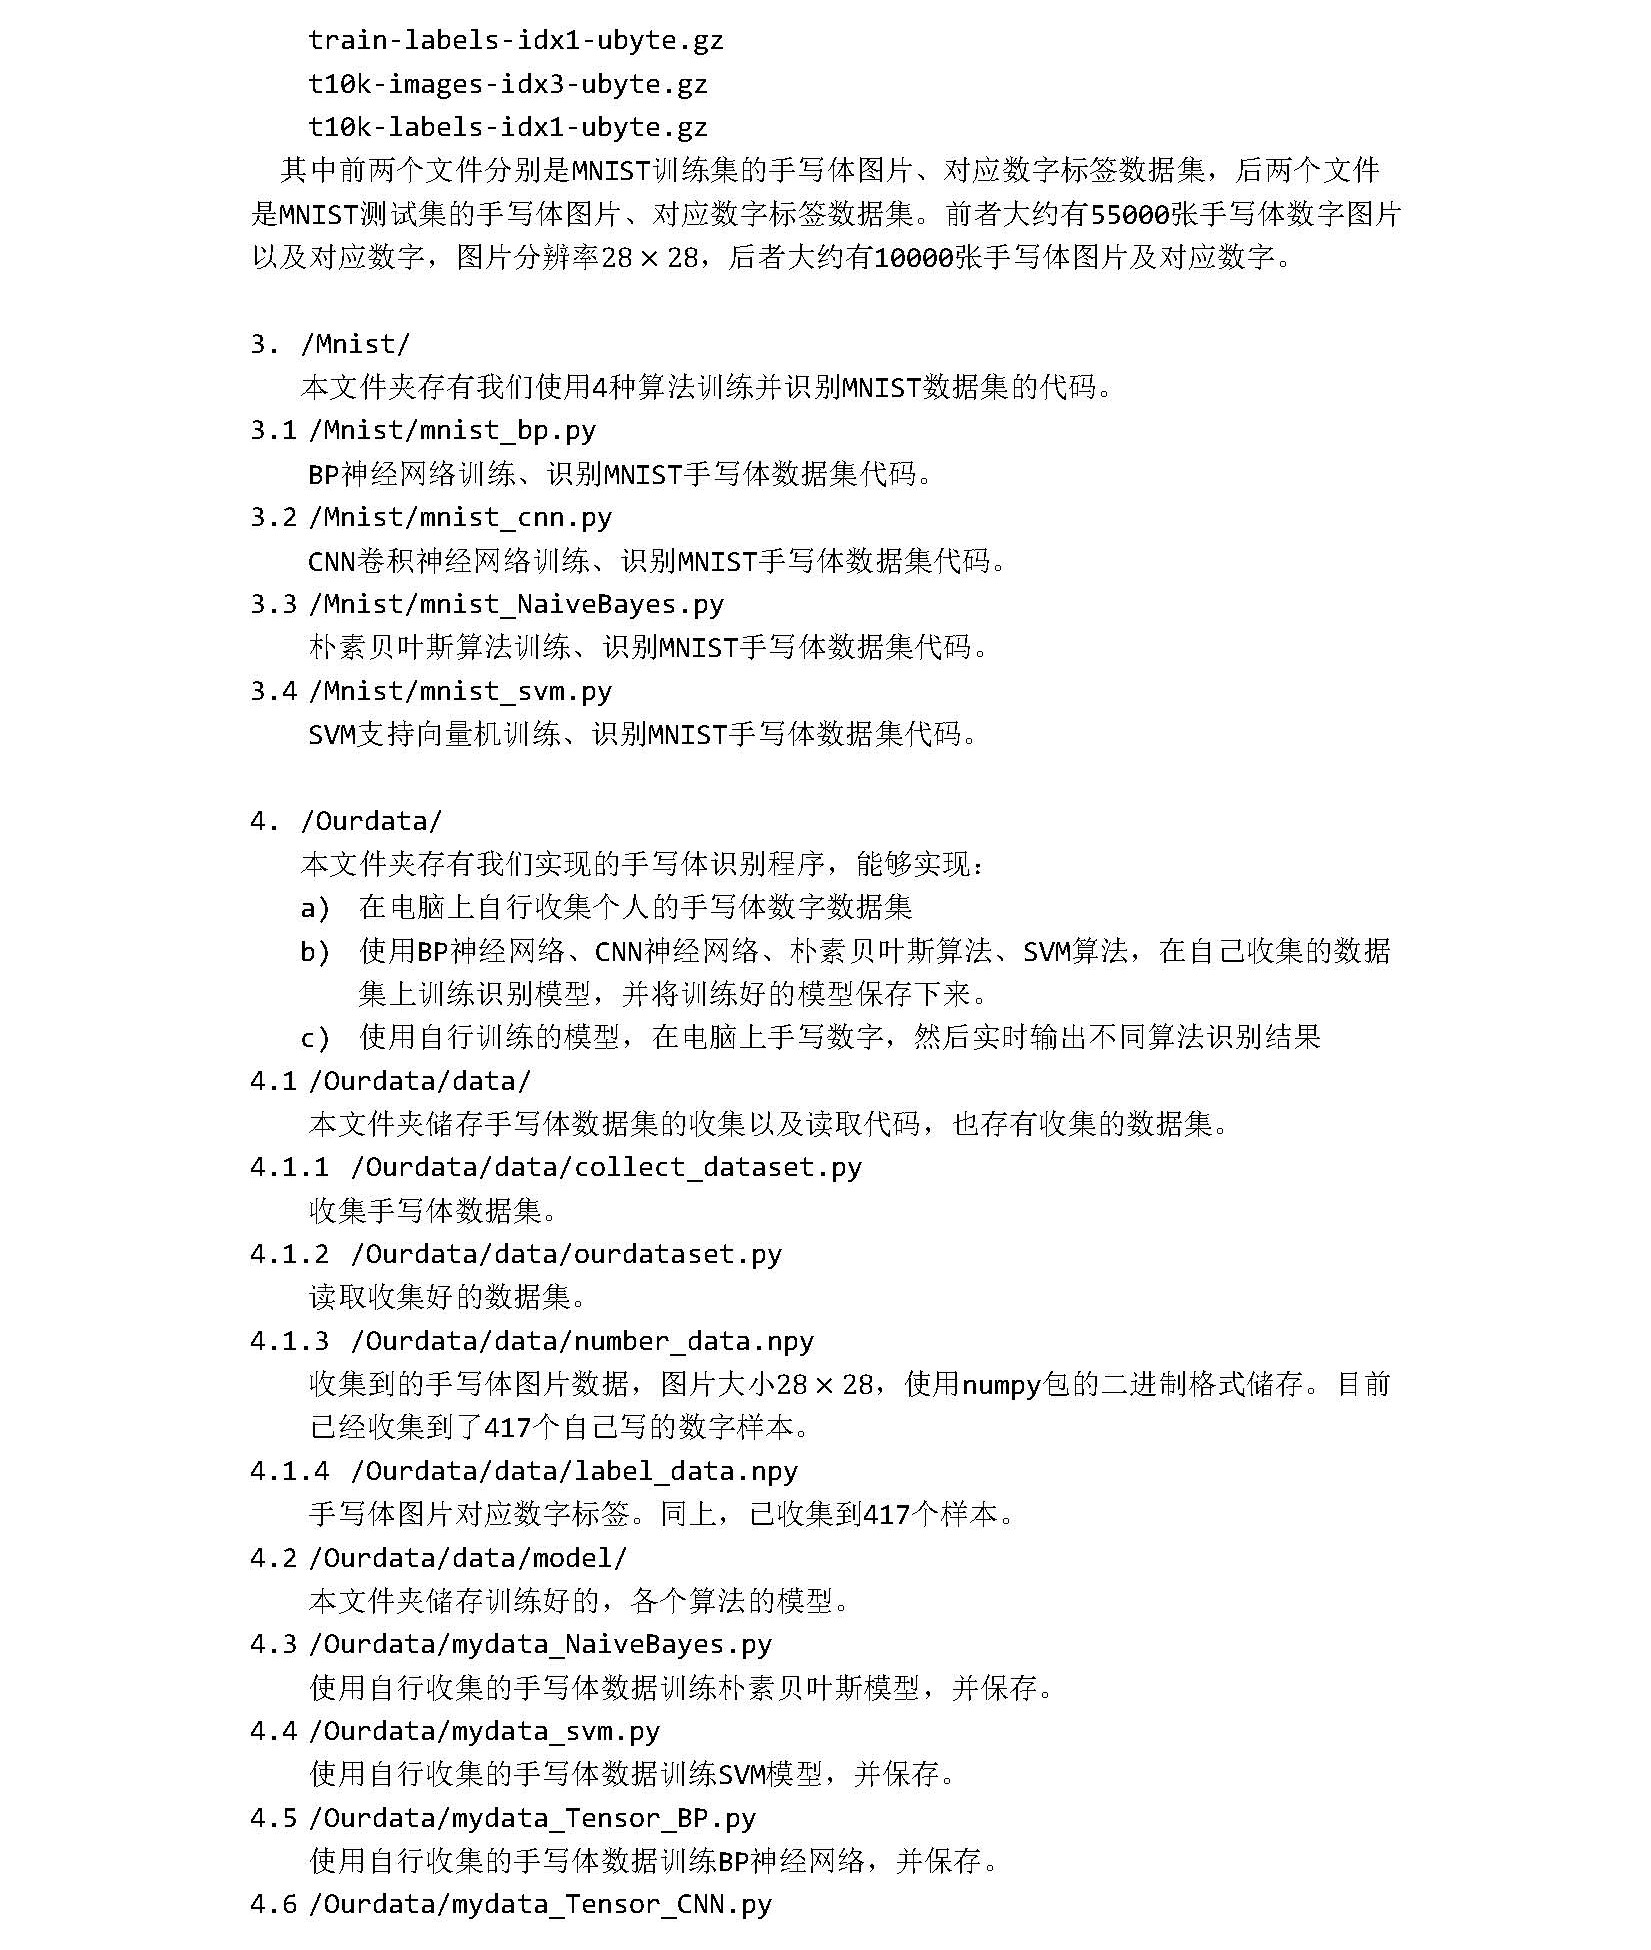 train-labels-idx1-ubyte.gz
t10k-images-idx3-ubyte.gz
t10k-labels-idx1-ubyte.gz
其中前两个文件分别是MNIST训练集的手写体图片、对应数字标签数据集，后两个文件
是MNIST测试集的手写体图片、对应数字标签数据集。前者大约有55000张手写体数字图片
以及对应数字，图片分辨率28 × 28，后者大约有10000张手写体图片及对应数字。
3. /Mnist/
本文件夹存有我们使用4种算法训练并识别MNIST数据集的代码。
3.1 /Mnist/mnist_bp.py
BP神经网络训练、识别MNIST手写体数据集代码。
3.2 /Mnist/mnist_cnn.py
CNN卷积神经网络训练、识别MNIST手写体数据集代码。
3.3 /Mnist/mnist_NaiveBayes.py
朴素贝叶斯算法训练、识别MNIST手写体数据集代码。
3.4 /Mnist/mnist_svm.py
SVM支持向量机训练、识别MNIST手写体数据集代码。
4. /Ourdata/
本文件夹存有我们实现的手写体识别程序，能够实现：
a) 在电脑上自行收集个人的手写体数字数据集
b) 使用BP神经网络、CNN神经网络、朴素贝叶斯算法、SVM算法，在自己收集的数据
集上训练识别模型，并将训练好的模型保存下来。
c) 使用自行训练的模型，在电脑上手写数字，然后实时输出不同算法识别结果
4.1 /Ourdata/data/
本文件夹储存手写体数据集的收集以及读取代码，也存有收集的数据集。
4.1.1 /Ourdata/data/collect_dataset.py
收集手写体数据集。
4.1.2 /Ourdata/data/ourdataset.py
读取收集好的数据集。
4.1.3 /Ourdata/data/number_data.npy
收集到的手写体图片数据，图片大小28 × 28，使用numpy包的二进制格式储存。目前
已经收集到了417个自己写的数字样本。
4.1.4 /Ourdata/data/label_data.npy
手写体图片对应数字标签。同上，已收集到417个样本。
4.2 /Ourdata/data/model/
本文件夹储存训练好的，各个算法的模型。
4.3 /Ourdata/mydata_NaiveBayes.py
使用自行收集的手写体数据训练朴素贝叶斯模型，并保存。
4.4 /Ourdata/mydata_svm.py
使用自行收集的手写体数据训练SVM模型，并保存。
4.5 /Ourdata/mydata_Tensor_BP.py
使用自行收集的手写体数据训练BP神经网络，并保存。
4.6 /Ourdata/mydata_Tensor_CNN.py